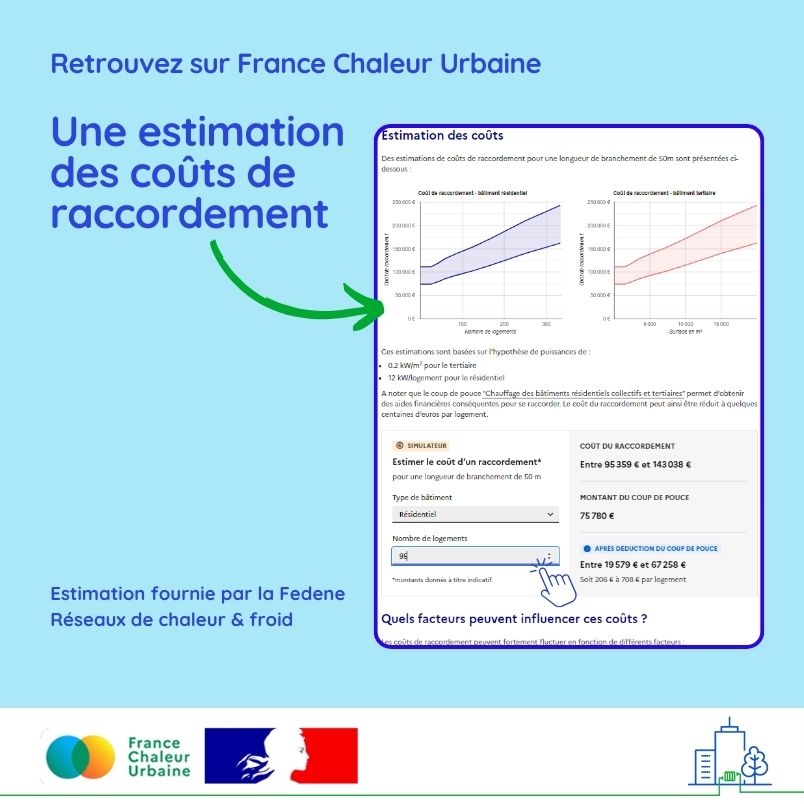 Retrouvez sur France Chaleur Urbaine
Une estimation
des coûts de
raccordement
Estimation des coûts
Des estimations de coûts de raccordement pour une longueur de branchement de 50m sont présentées ci-
dessous :
Coût de raccordement - bâtiment résidentiel
250 000 €
200 000 €
150 000 €
100 000 €
50 000 €
0 €
Coût de raccordement €
100
200
300
Nombre de logements
Coût de raccordement - bâtiment tertiaire
250 000 €
200 000 €
150 000 €
100 000 €
50 000 €
0 €
Coût de raccordement €
5 000
10 000
15 000
Surface en m²
Ces estimations sont basées sur l'hypothèse de puissances de :
• 0.2 kW/m² pour le tertiaire
• 12 kW/logement pour le résidentiel
A noter que le coup de pouce "Chauffage des bâtiments résidentiels collectifs et tertiaires" permet d'obtenir
des aides financières conséquentes pour se raccorder. Le coût du raccordement peut ainsi être réduit à quelques
centaines d'euros par logement.
SIMULATEUR
Estimer le coût d'un raccordement*
pour une longueur de branchement de 50 m
Type de bâtiment
Résidentiel
Nombre de logements
95
*montants donnés à titre indicatif.
COÛT DU RACCORDEMENT
Entre 95 359 € et 143 038 €
MONTANT DU COUP DE POUCE
75 780 €
APRÈS DÉDUCTION DU COUP DE POUCE
Entre 19 579 € et 67 258 €
Soit 206 € à 708 € par logement
Quels facteurs peuvent influencer ces coûts ?
Les coûts de raccordement peuvent fortement fluctuer en fonction de différents facteurs :
Estimation fournie par la Fedene
Réseaux de chaleur & froid
France
Chaleur
Urbaine